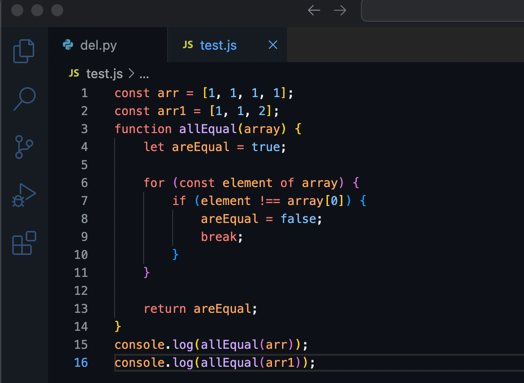 del.py
JS test.js
JS test.js > ...
1 const arr = [1, 1, 1, 1];
2 const arr1 = [1, 1, 2];
3 function allEqual(array) {
4 let areEqual = true;
5
6 for (const element of array) {
7 if (element !== array[0]) {
8 areEqual = false;
9 break;
10 }
11 }
12
13 return areEqual;
14 }
15 console.log(allEqual(arr));
16 console.log(allEqual(arr1));